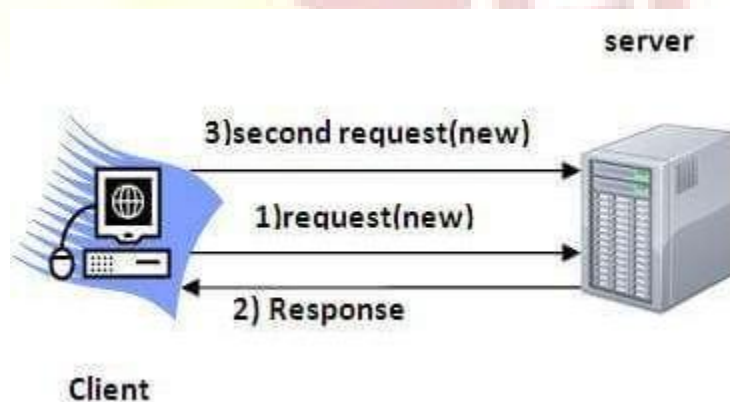 server
3)second request(new)
1)request(new)
2) Response
Client